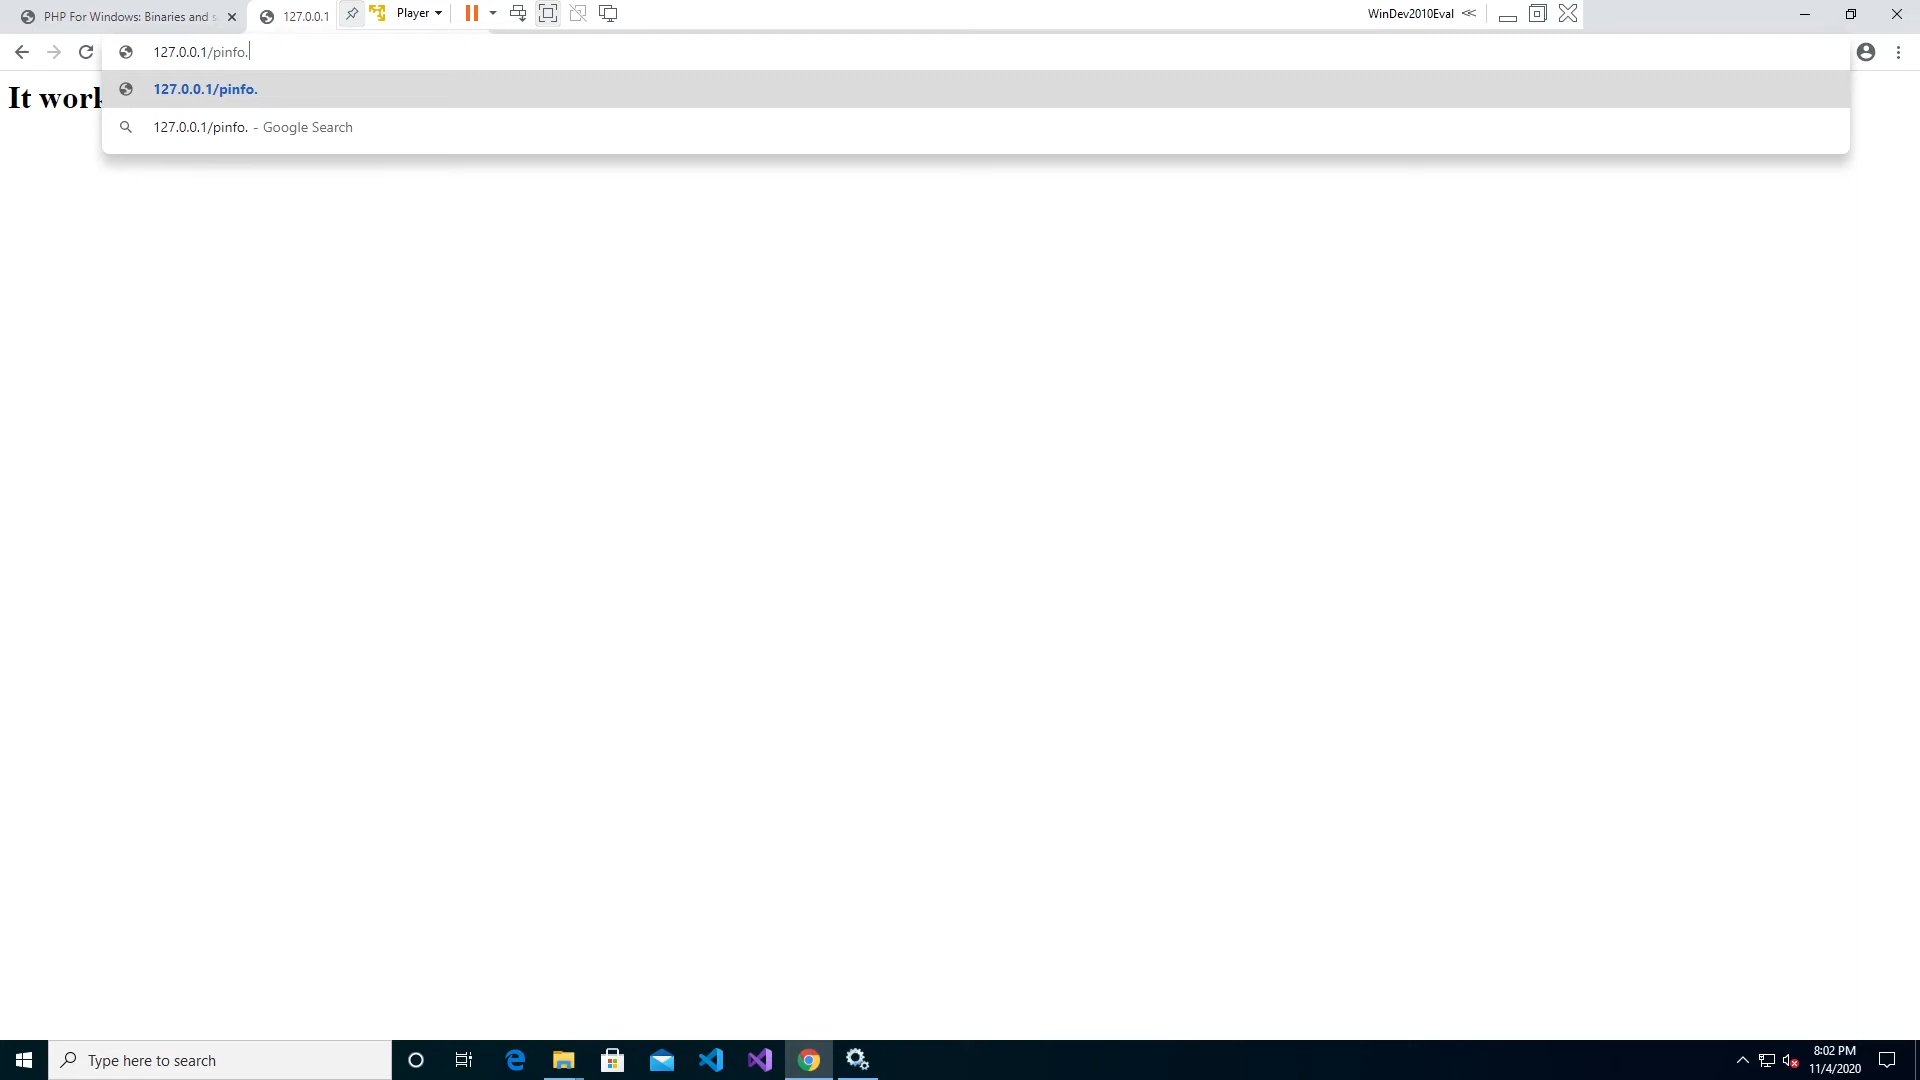 PHP For Windows: Binaries and s
127.0.0.1
Player
WinDev2010Eval
127.0.0.1/pinfo.
127.0.0.1/pinfo.
127.0.0.1/pinfo. - Google Search
It work
Type here to search
8:02 PM
11/4/2020